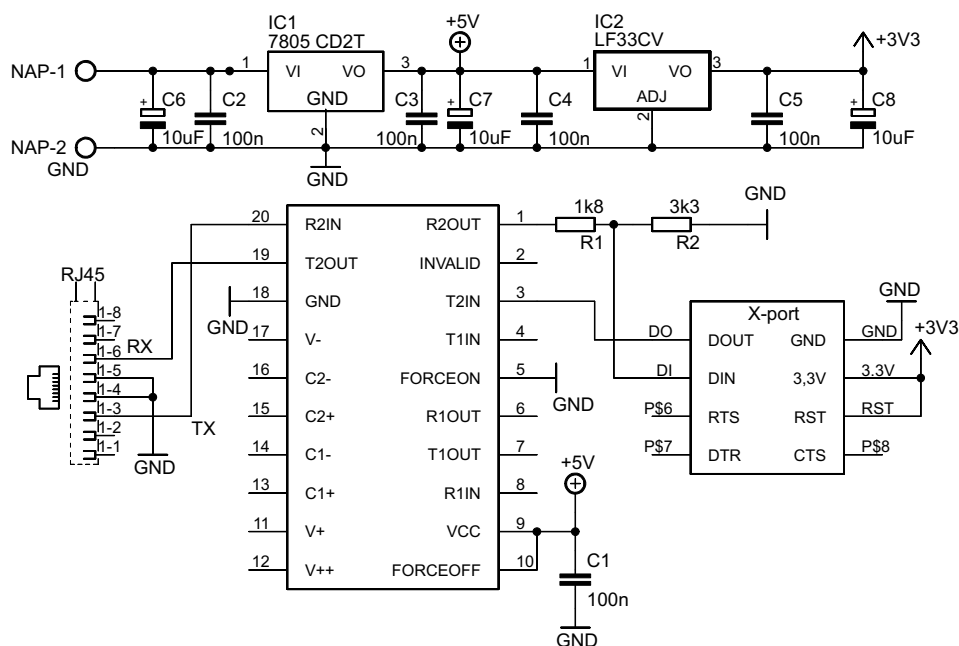 IC1
7805 CD2T
+5V
IC2
LF33CV
+3V3
NAP-1
1
VI
VO
3
1
VI
VO
3
C6
C2
GND
C3
C7
C4
ADJ
C5
C8
+
10uF
100n
2
100n
+
10uF
100n
2
100n
+
10uF
NAP-2
GND
GND
20
R2IN
R2OUT
1
1k8
R1
3k3
R2
GND
19
T2OUT
INVALID
2
18
GND
GND
T2IN
3
17
V-
T1IN
4
16
C2-
FORCEON
5
GND
15
C2+
R1OUT
6
14
C1-
T1OUT
7
13
C1+
R1IN
8
11
V+
VCC
9
12
V++
FORCEOFF
10
RJ45
1-8
1-7
1-6
RX
1-5
1-4
1-3
TX
1-2
1-1
GND
+5V
C1
100n
GND
X-port
GND
+3V3
DO
DOUT
GND
GND
DI
DIN
3,3V
3.3V
P$6
RTS
RST
RST
P$7
DTR
CTS
P$8